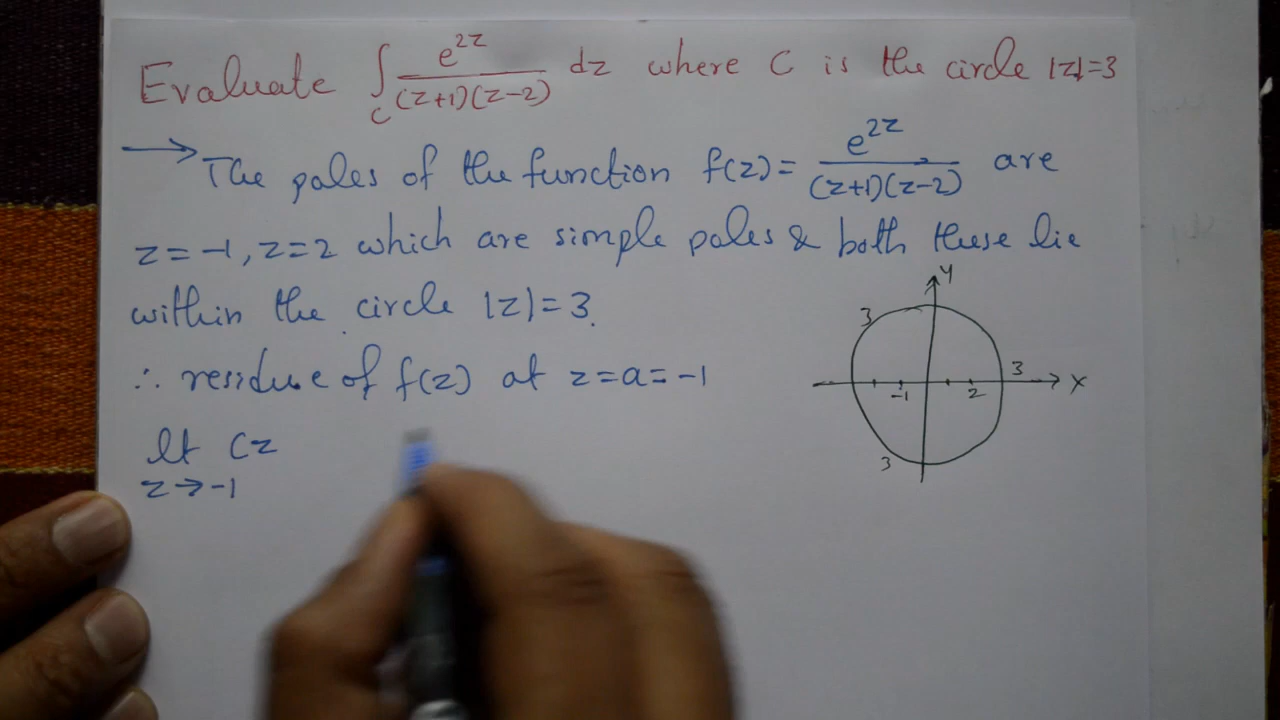 Evaluate ∫_C e^{2z}/((z+1)(z-2)) dz where C is the circle |z|=3
→ The poles of the function f(z)= e^{2z}/((z+1)(z-2)) are
z=-1, z=2 which are simple poles & both these lie
within the circle |z|=3.
∴ residue of f(z) at z=a=-1
lt (z
z→-1
y
3
3
x
-1
2
3